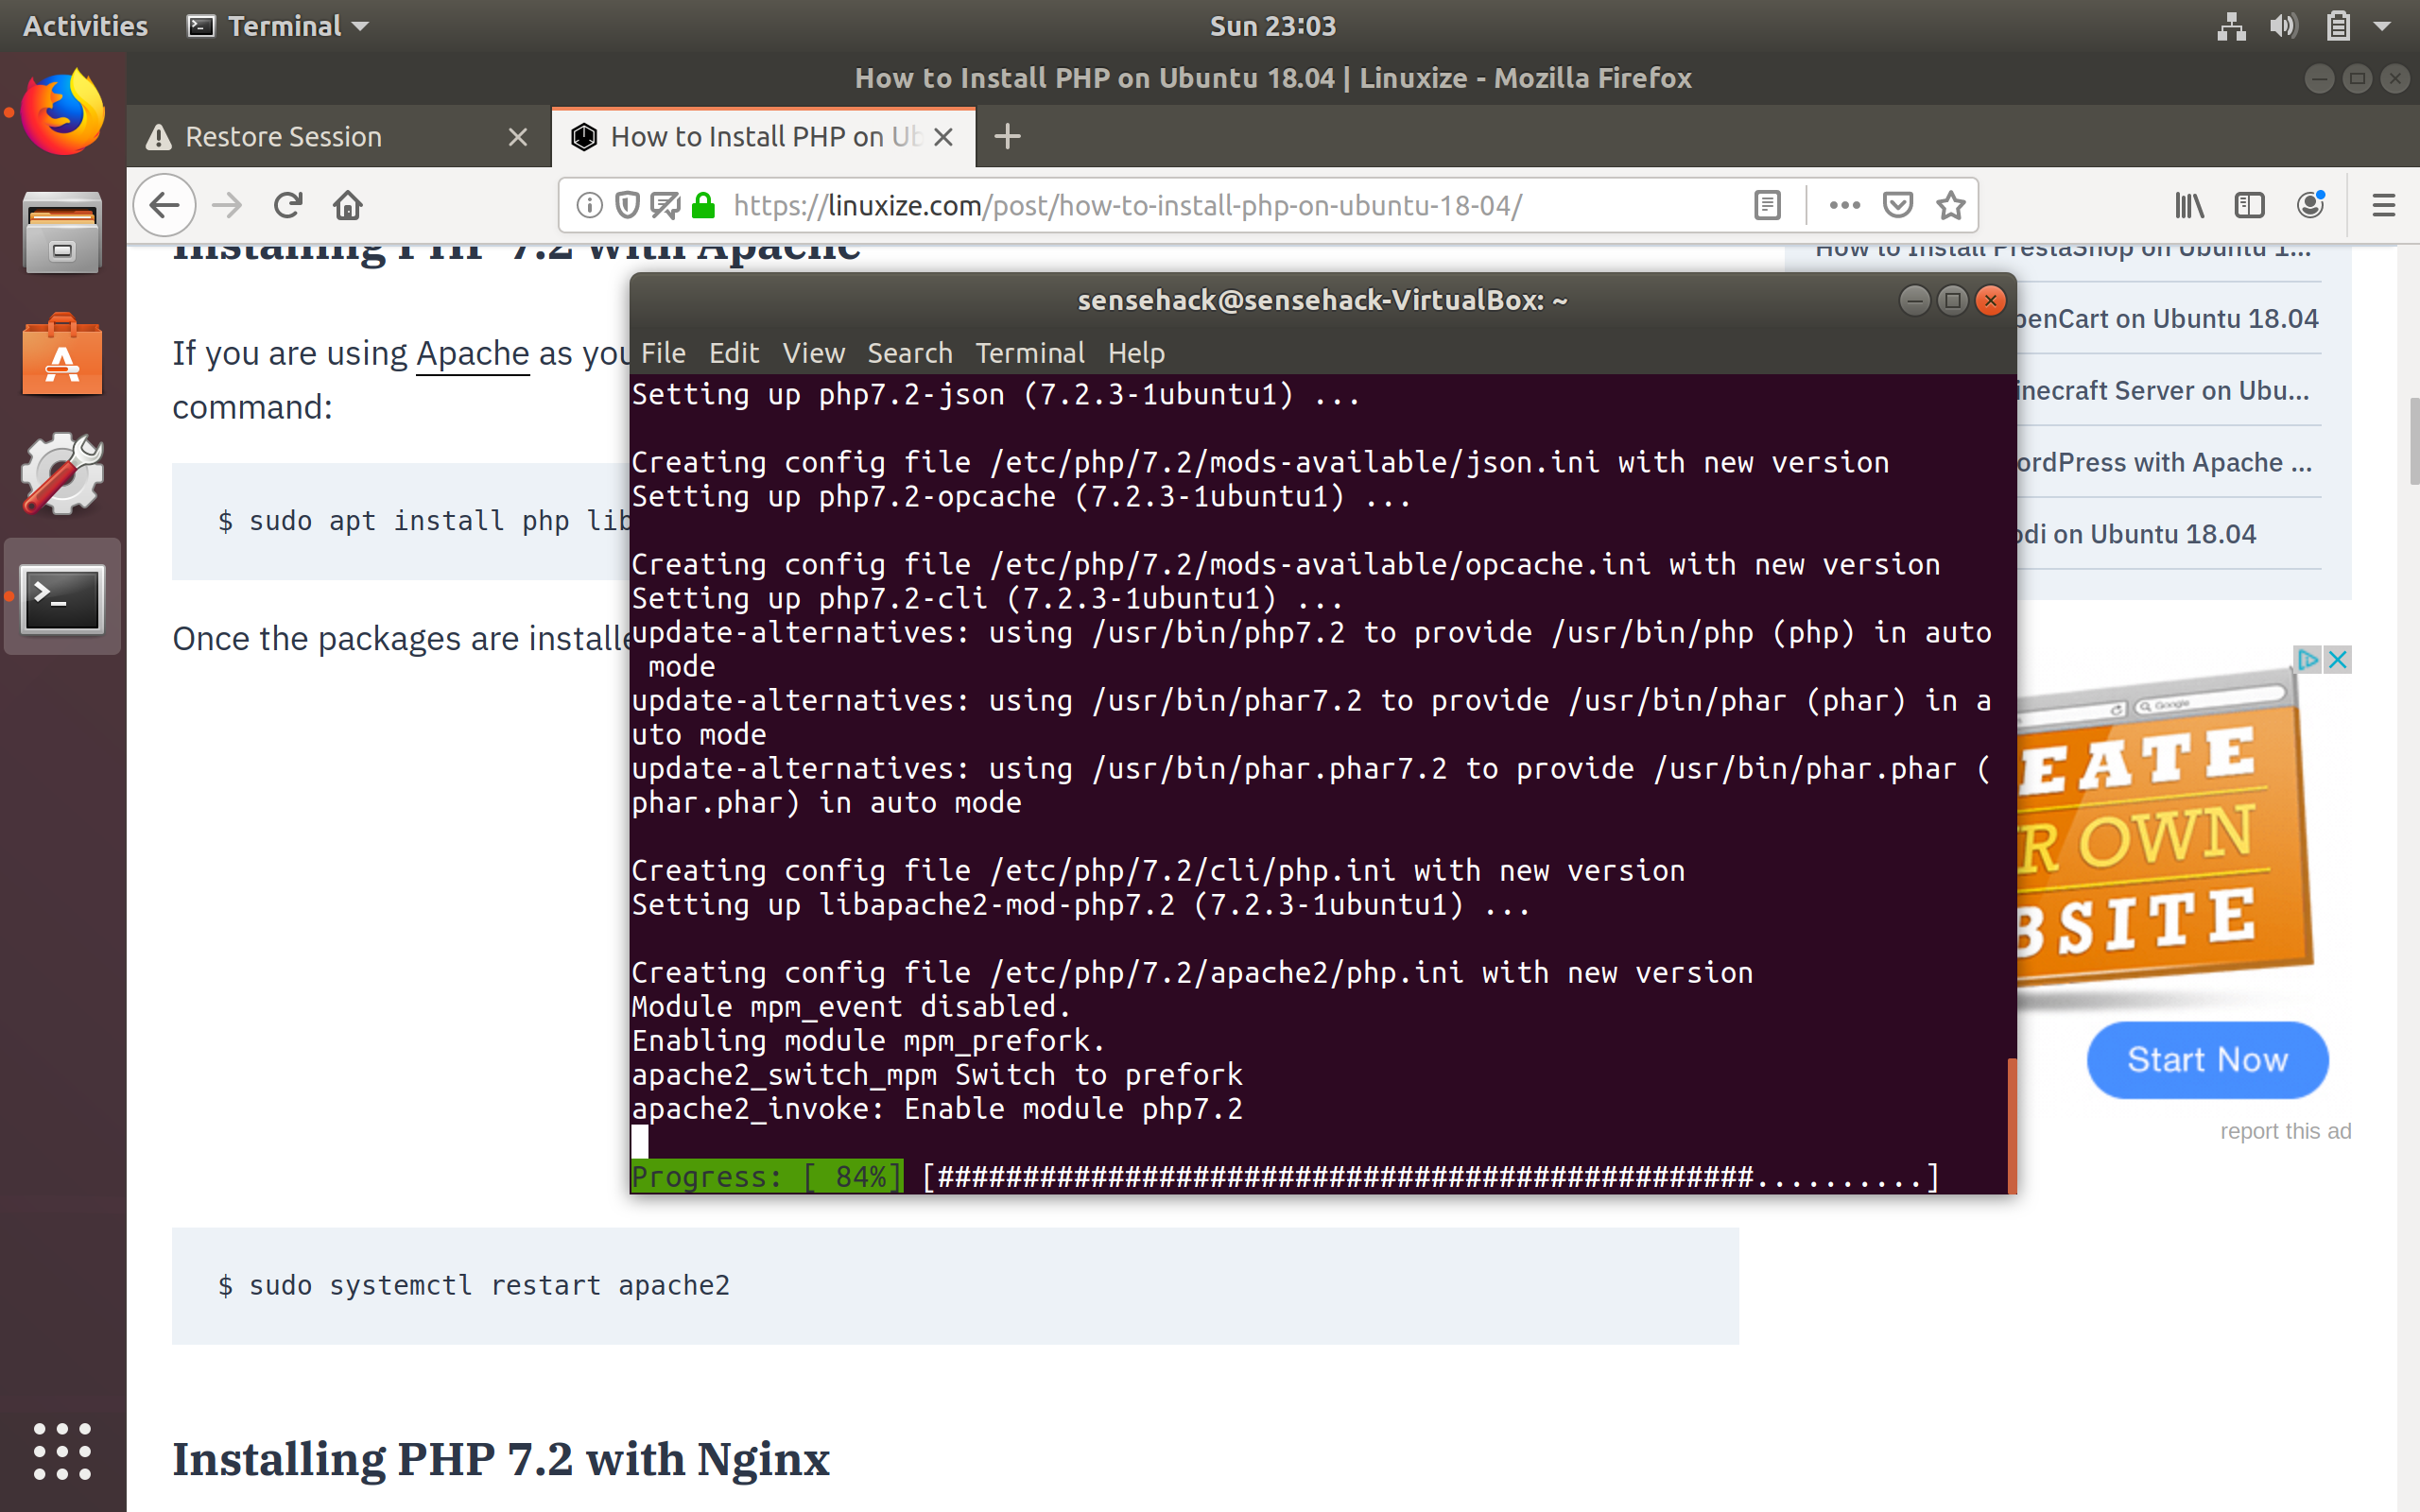 Activities Terminal Sun 23:03
How to Install PHP on Ubuntu 18.04 | Linuxize - Mozilla Firefox
Restore Session How to Install PHP on Ub
https://linuxize.com/post/how-to-install-php-on-ubuntu-18-04/
Installing PHP 7.2 with Apache
If you are using Apache as you
command:
$ sudo apt install php lib
Once the packages are installe
sensehack@sensehack-VirtualBox: ~
File Edit View Search Terminal Help
Setting up php7.2-json (7.2.3-1ubuntu1) ...
Creating config file /etc/php/7.2/mods-available/json.ini with new version
Setting up php7.2-opcache (7.2.3-1ubuntu1) ...
Creating config file /etc/php/7.2/mods-available/opcache.ini with new version
Setting up php7.2-cli (7.2.3-1ubuntu1) ...
update-alternatives: using /usr/bin/php7.2 to provide /usr/bin/php (php) in auto
 mode
update-alternatives: using /usr/bin/phar7.2 to provide /usr/bin/phar (phar) in a
uto mode
update-alternatives: using /usr/bin/phar.phar7.2 to provide /usr/bin/phar.phar (
phar.phar) in auto mode
Creating config file /etc/php/7.2/cli/php.ini with new version
Setting up libapache2-mod-php7.2 (7.2.3-1ubuntu1) ...
Creating config file /etc/php/7.2/apache2/php.ini with new version
Module mpm_event disabled.
Enabling module mpm_prefork.
apache2_switch_mpm Switch to prefork
apache2_invoke: Enable module php7.2
Progress: [ 84%] [################################################..........]
How to Install PrestaShop on Ubuntu 1...
penCart on Ubuntu 18.04
inecraft Server on Ubu...
ordPress with Apache ...
odi on Ubuntu 18.04
Google
EATE
R OWN
BSITE
Start Now
report this ad
$ sudo systemctl restart apache2
Installing PHP 7.2 with Nginx